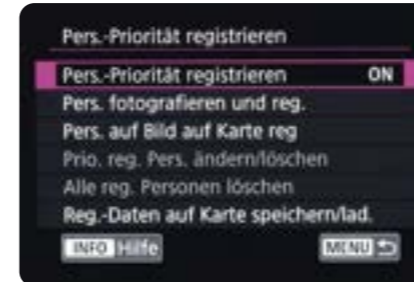 Pers.-Priorität registrieren
Pers.-Priorität registrieren ON
Pers. fotografieren und reg.
Pers. auf Bild auf Karte reg
Prio. reg. Pers. ändern/löschen
Alle reg. Personen löschen
Reg.-Daten auf Karte speichern/lad.
INFO Hilfe MENU